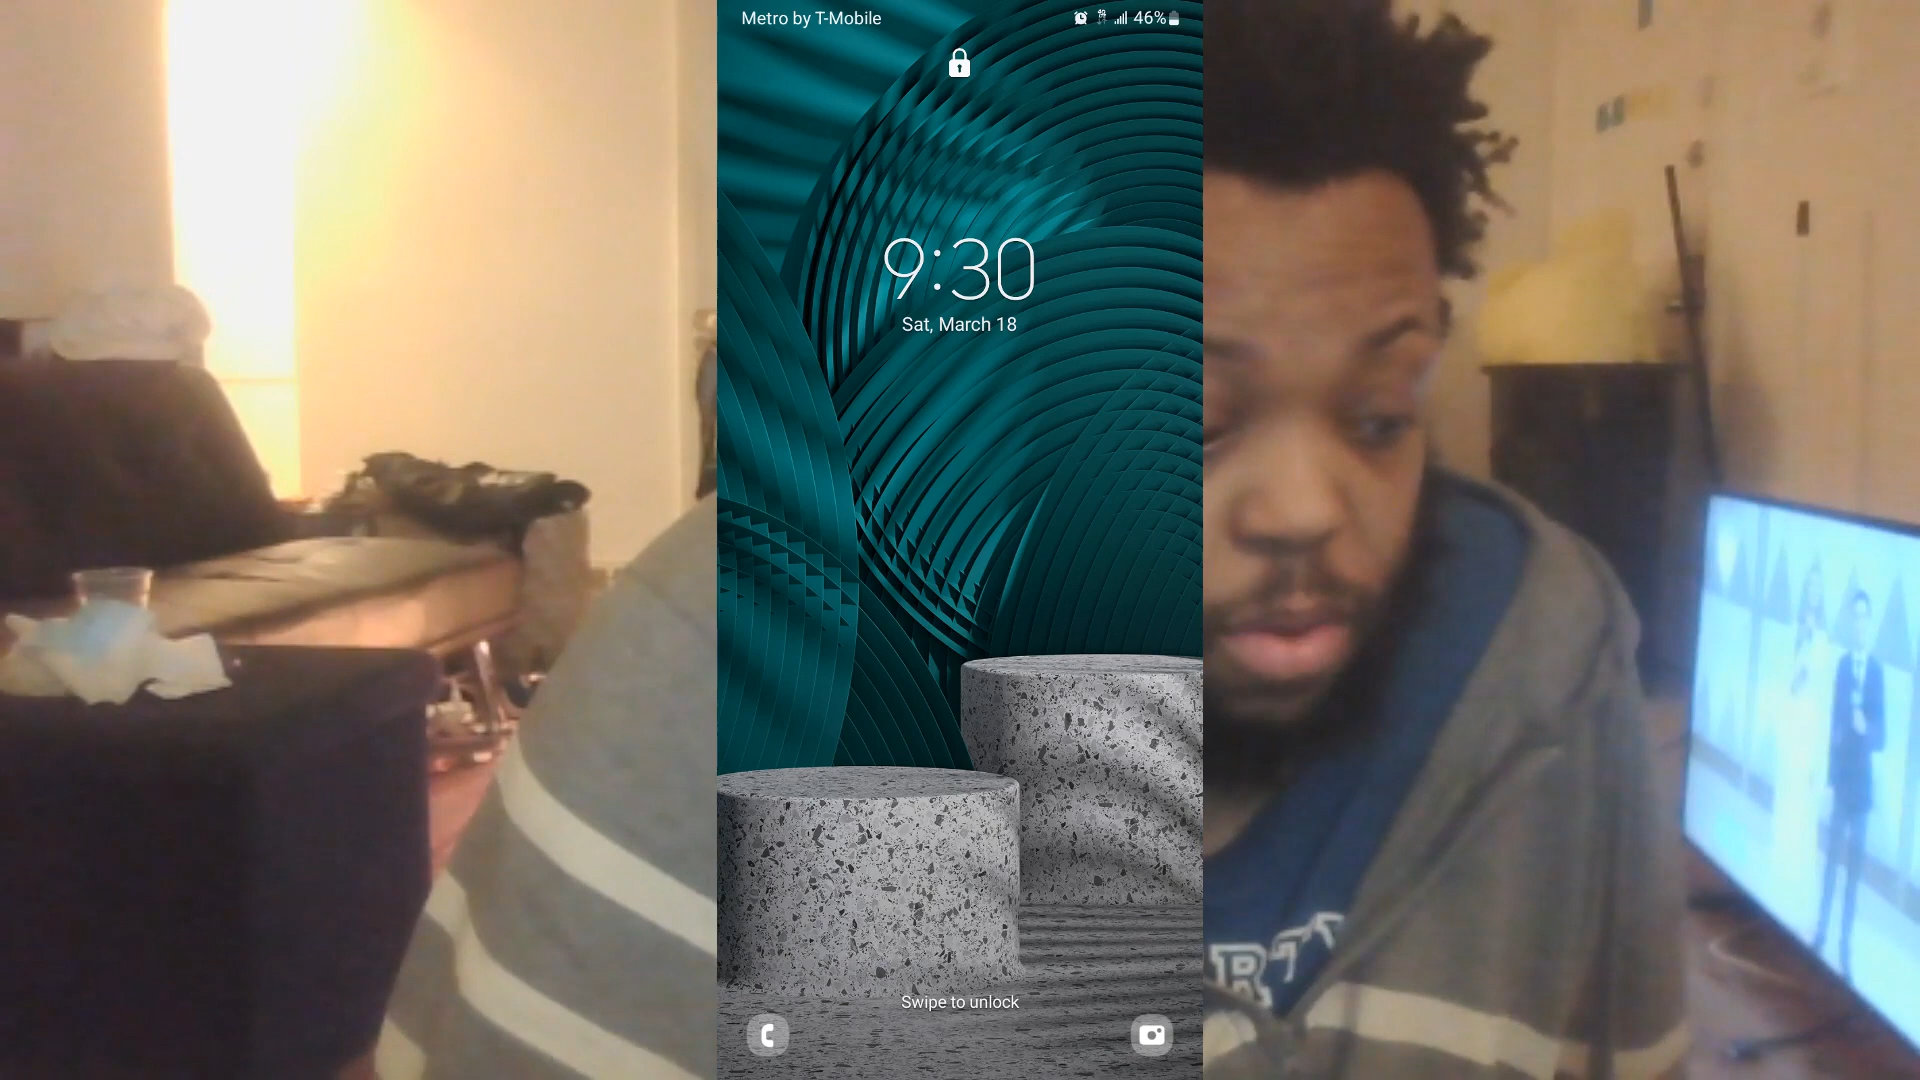 Metro by T-Mobile
46%
9:30
Sat, March 18
Swipe to unlock